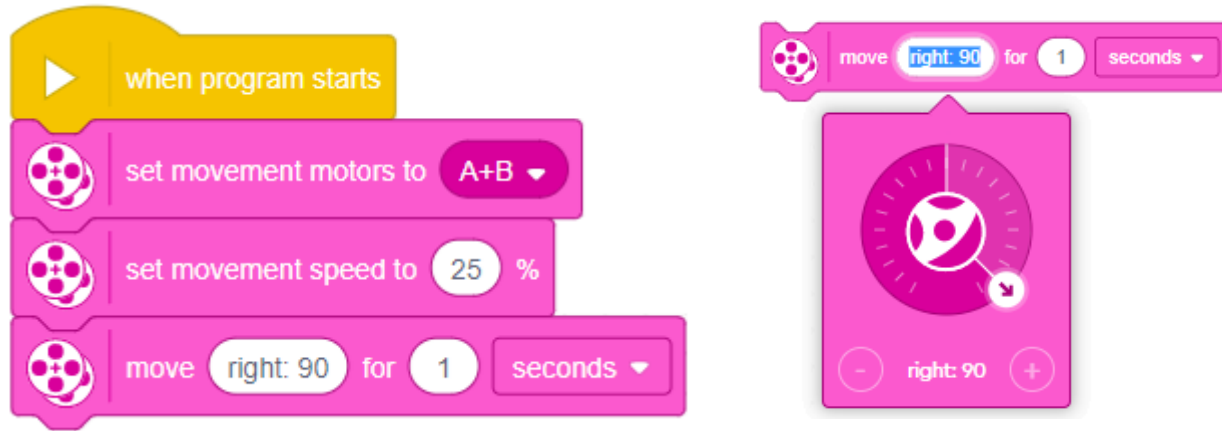 when program starts
set movement motors to A+B
set movement speed to 25 %
move right: 90 for 1 seconds
move right: 90 for 1 seconds
- right: 90 +